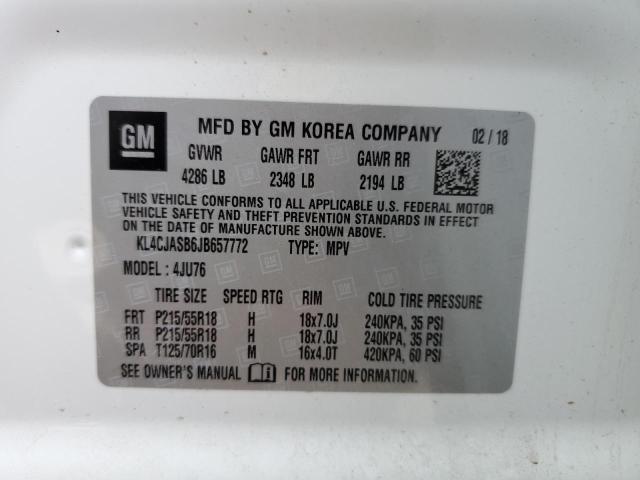 GM MFD BY GM KOREA COMPANY 02 / 18
GVWR GAWR FRT GAWR RR
4286 LB 2348 LB 2194 LB
THIS VEHICLE CONFORMS TO ALL APPLICABLE U.S. FEDERAL MOTOR
VEHICLE SAFETY AND THEFT PREVENTION STANDARDS IN EFFECT
ON THE DATE OF MANUFACTURE SHOWN ABOVE.
KL4CJASB6JB657772 TYPE: MPV
MODEL: 4JU76
TIRE SIZE SPEED RTG RIM COLD TIRE PRESSURE
FRT P215/55R18 H 18x7.0J 240KPA, 35 PSI
RR P215/55R18 H 18x7.0J 240KPA, 35 PSI
SPA T125/70R16 M 16x4.0T 420KPA, 60 PSI
SEE OWNER'S MANUAL FOR MORE INFORMATION.